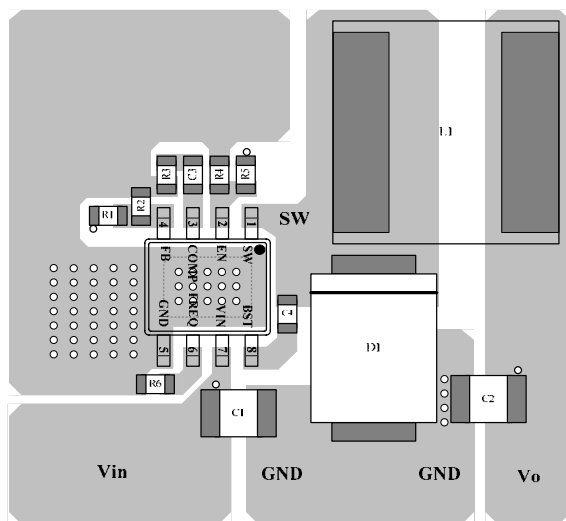 L1
R3
C3
R4
R5
R2
R1
SW
4
3
2
1
FB
COMP
EN
SW
GND
FREQ
VIN
BST
5
6
7
8
C4
D1
R6
C1
C2
Vin
GND
GND
Vo